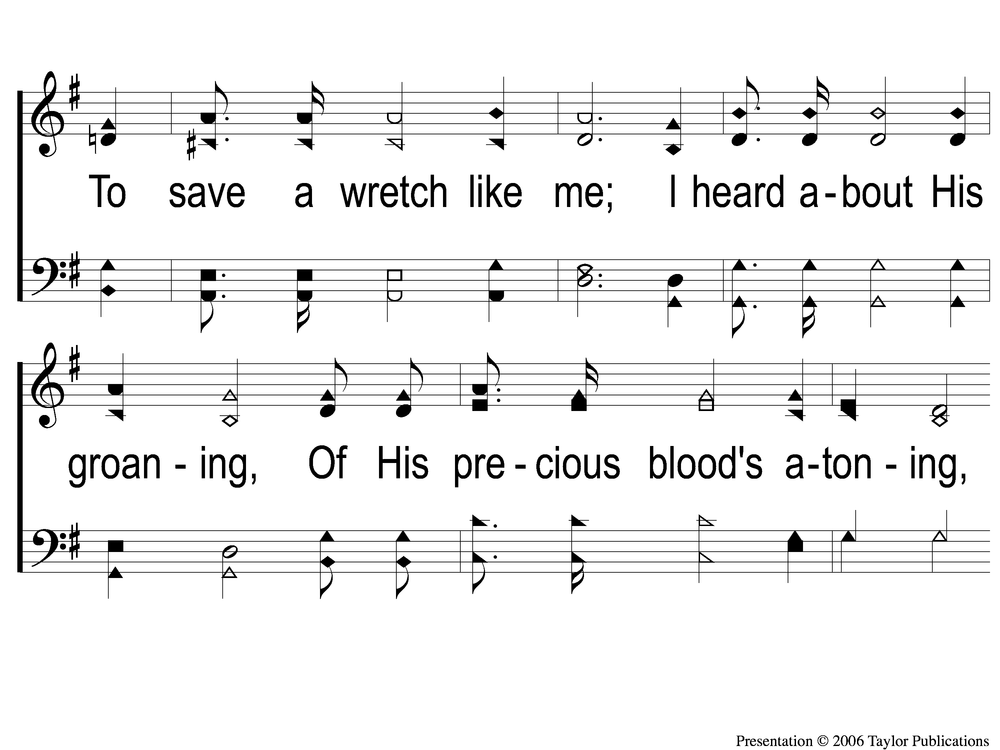 To save a wretch like me; I heard a-bout His
groan - ing, Of His pre - cious blood's a-ton - ing,
Presentation © 2006 Taylor Publications